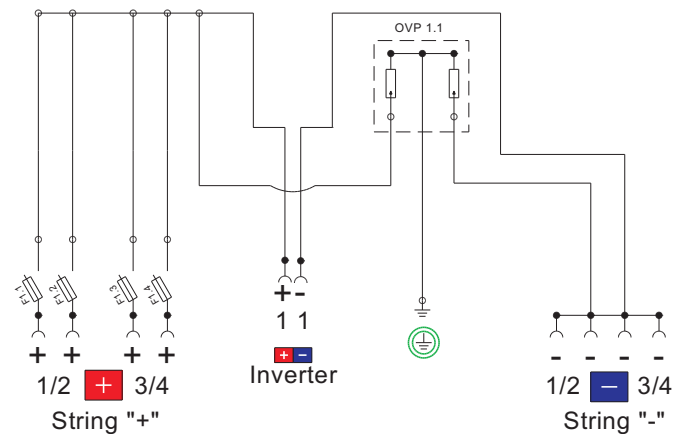 OVP 1.1
F1.1 F1.2 F1.3 F1.4
+ + + +
1/2 + 3/4
String "+"
+ -
1 1
+ −
Inverter
- - - -
1/2 − 3/4
String "-"